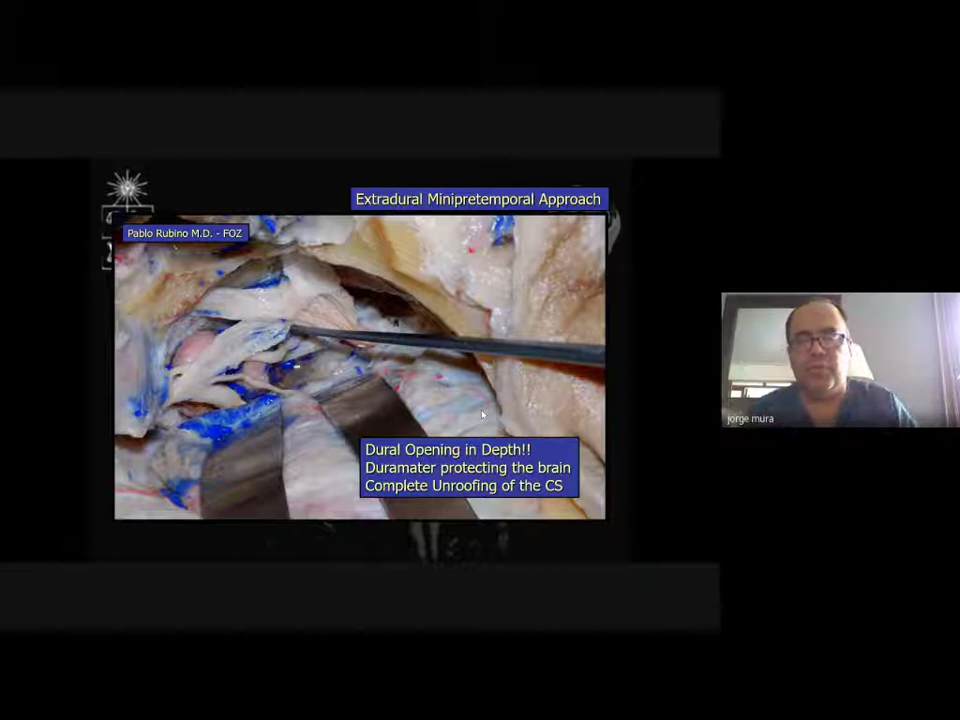 Extradural Minipretemporal Approach
Pablo Rubino M.D. - FOZ
Dural Opening in Depth!!
Duramater protecting the brain
Complete Unroofing of the CS
jorge mura